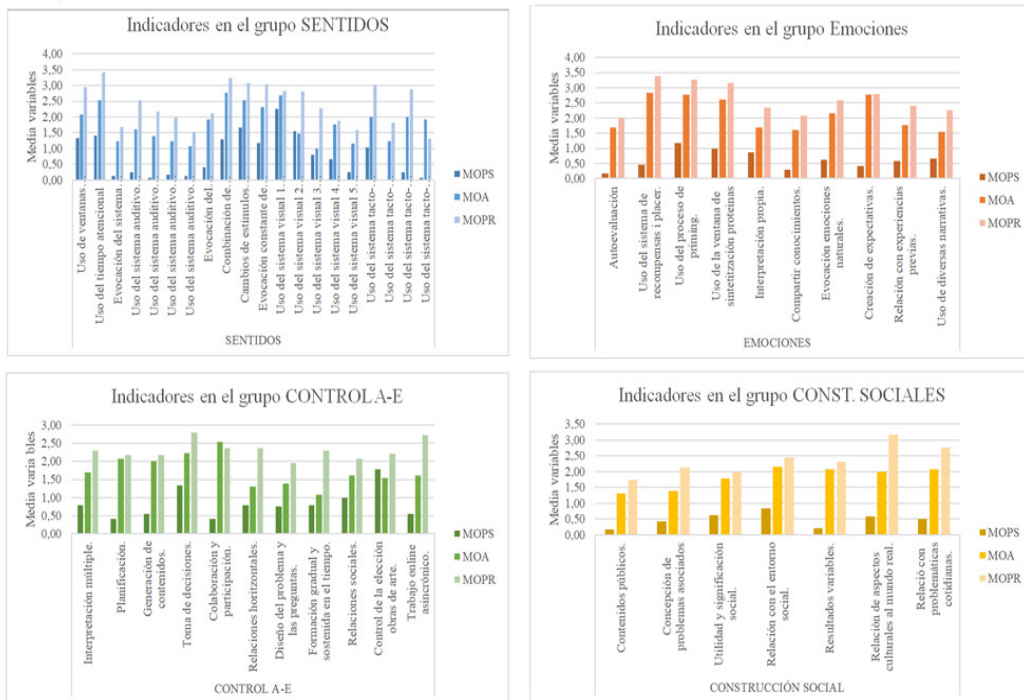 Indicadores en el grupo SENTIDOS
4,00
3,50
3,00
2,50
2,00
1,50
1,00
0,50
0,00
Media variables
Uso de ventanas.
Uso del tiempo atencional
Evocación del sistema.
Uso del sistema auditivo.
Uso del sistema auditivo.
Uso del sistema auditivo.
Uso del sistema auditivo.
Evocación del.
Combinación de.
Cambios de estímulos.
Evocación constante de.
Uso del sistema visual 1.
Uso del sistema visual 2.
Uso del sistema visual 3.
Uso del sistema visual 4.
Uso del sistema visual 5.
Uso del sistema tacto-.
Uso del sistema tacto-.
Uso del sistema tacto-.
Uso del sistema tacto-.
SENTIDOS
MOPS
MOA
MOPR
Indicadores en el grupo Emociones
4,00
3,50
3,00
2,50
2,00
1,50
1,00
0,50
0,00
Media variables
Autoevaluación
Uso del sistema de
recompensas i placer.
Uso del proceso de
priming.
Uso de la ventana de
sintetitzación proteínas
Interpretación propia.
Compartir conocimientos.
Evocación emociones
naturales.
Creación de expectativas.
Relación con experiencias
previas.
Uso de diversas narrativas.
EMOCIONES
MOPS
MOA
MOPR
Indicadores en el grupo CONTROL A-E
3,00
2,50
2,00
1,50
1,00
0,50
0,00
Media varia bles
Interpretación múltiple.
Planificación.
Generación de
contenidos.
Toma de decisiones.
Colaboración y
participación.
Relaciones horitzontales.
Diseño del problema y
las preguntas.
Formación gradual y
sostenida en el tiempo.
Relaciones sociales.
Control de la elección
obras de arte.
Trabajo online
asincrónico.
CONTROL A-E
MOPS
MOA
MOPR
Indicadores en el grupo CONST. SOCIALES
3,50
3,00
2,50
2,00
1,50
1,00
0,50
0,00
Media variables
Contenidos públicos.
Concepción de
problemas asociados
Utilidad y significación
social.
Relación con el entorno
social.
Resultados variables.
Relación de aspectos
culturales al mundo real.
Relacio con
problemáticas
cotidianas.
CONSTRUCCIÓN SOCIAL
MOPS
MOA
MOPR